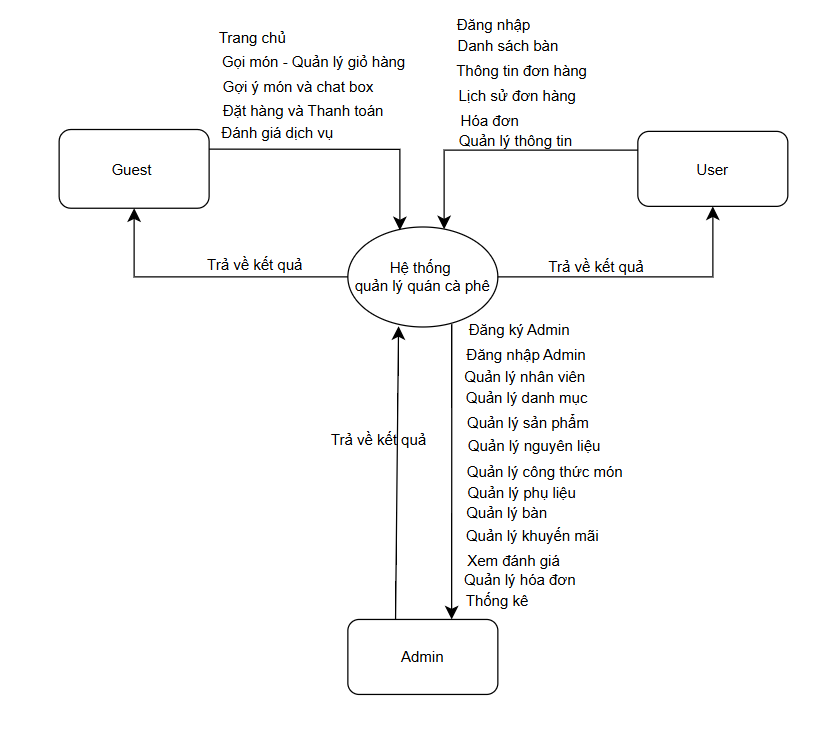 Trang chủ
Gọi món - Quản lý giỏ hàng
Gợi ý món và chat box
Đặt hàng và Thanh toán
Đánh giá dịch vụ
Đăng nhập
Danh sách bàn
Thông tin đơn hàng
Lịch sử đơn hàng
Hóa đơn
Quản lý thông tin
Guest
User
Trả về kết quả
Hệ thống
quản lý quán cà phê
Trả về kết quả
Đăng ký Admin
Đăng nhập Admin
Quản lý nhân viên
Quản lý danh mục
Quản lý sản phẩm
Quản lý nguyên liệu
Quản lý công thức món
Quản lý phụ liệu
Quản lý bàn
Quản lý khuyến mãi
Xem đánh giá
Quản lý hóa đơn
Thống kê
Trả về kết quả
Admin